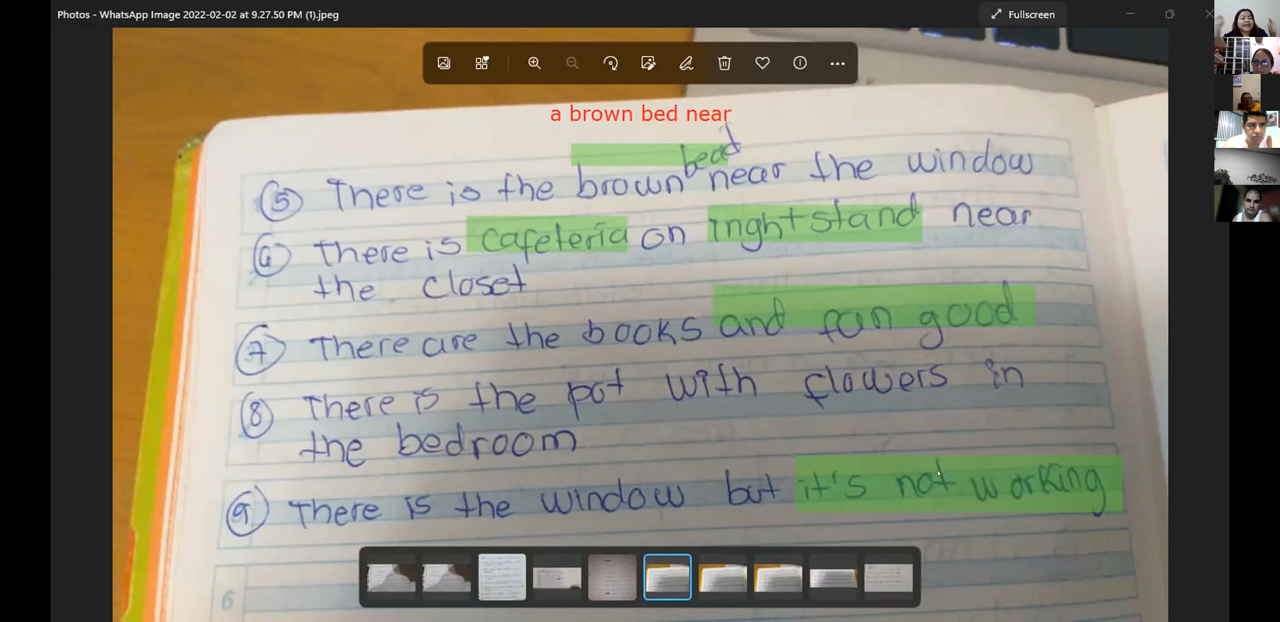 Photos - WhatsApp Image 2022-02-02 at 9.27.50 PM (1).jpeg
Fullscreen
a brown bed near
bead
5 There is the brown near the window
6 There is cafeteria on inghtstand near
the closet
7 There are the books and fan good
8 There is the pot with flowers in
the bedroom
9 There is the window but it's not working
6